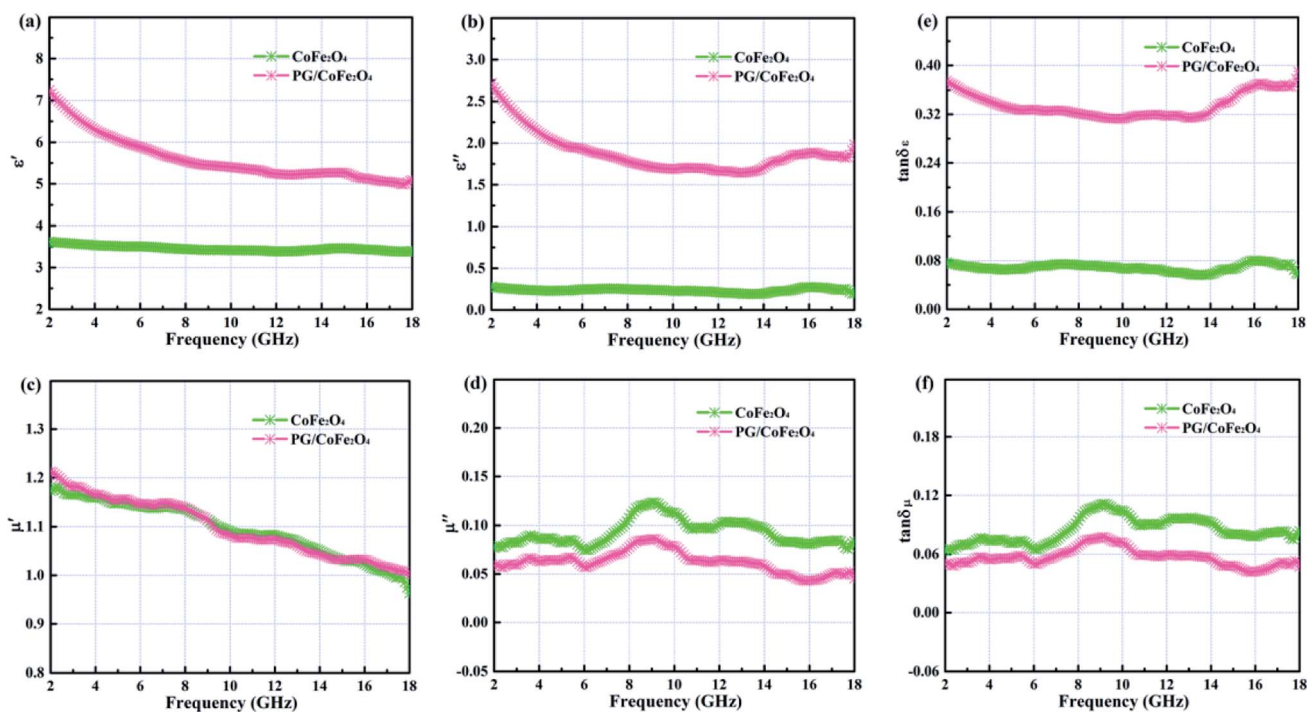 (a)
8
7
6
5
4
3
2
ε′
CoFe₂O₄
PG/CoFe₂O₄
2 4 6 8 10 12 14 16 18
Frequency (GHz)
(b)
3.0
2.5
2.0
1.5
1.0
0.5
0.0
ε″
CoFe₂O₄
PG/CoFe₂O₄
2 4 6 8 10 12 14 16 18
Frequency (GHz)
(e)
0.40
0.32
0.24
0.16
0.08
0.00
tanδ ε
CoFe₂O₄
PG/CoFe₂O₄
2 4 6 8 10 12 14 16 18
Frequency (GHz)
(c)
1.3
1.2
1.1
1.0
0.9
0.8
μ′
CoFe₂O₄
PG/CoFe₂O₄
2 4 6 8 10 12 14 16 18
Frequency (GHz)
(d)
0.20
0.15
0.10
0.05
0.00
-0.05
μ″
CoFe₂O₄
PG/CoFe₂O₄
2 4 6 8 10 12 14 16 18
Frequency (GHz)
(f)
0.18
0.12
0.06
0.00
-0.06
tanδ μ
CoFe₂O₄
PG/CoFe₂O₄
2 4 6 8 10 12 14 16 18
Frequency (GHz)